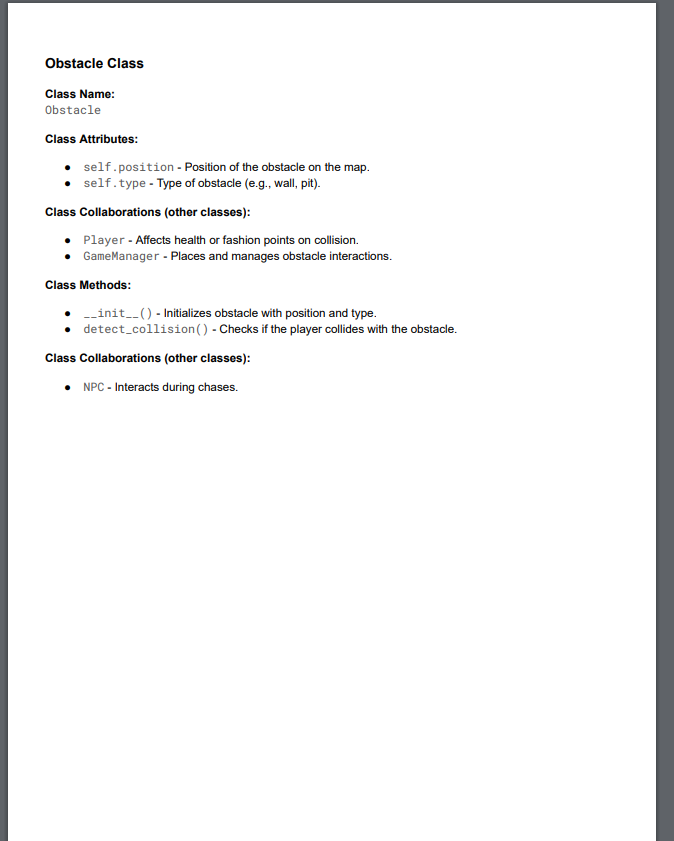 Obstacle Class
Class Name:
Obstacle
Class Attributes:
● self.position - Position of the obstacle on the map.
● self.type - Type of obstacle (e.g., wall, pit).
Class Collaborations (other classes):
● Player - Affects health or fashion points on collision.
● GameManager - Places and manages obstacle interactions.
Class Methods:
● __init__() - Initializes obstacle with position and type.
● detect_collision() - Checks if the player collides with the obstacle.
Class Collaborations (other classes):
● NPC - Interacts during chases.